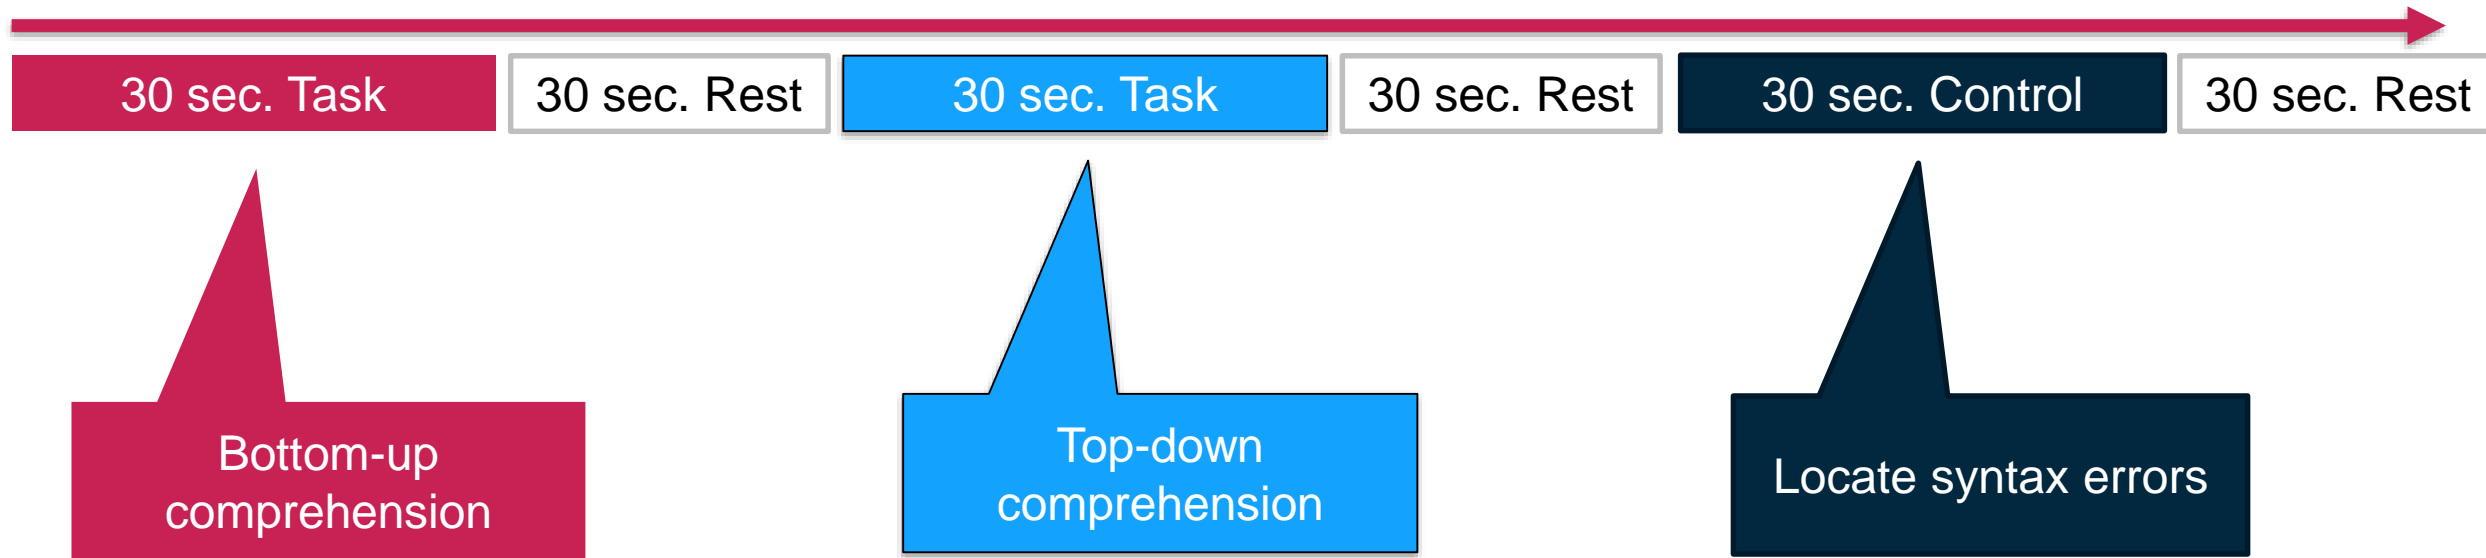 30 sec. Task
30 sec. Rest
30 sec. Task
30 sec. Rest
30 sec. Control
30 sec. Rest
Bottom-up
comprehension
Top-down
comprehension
Locate syntax errors